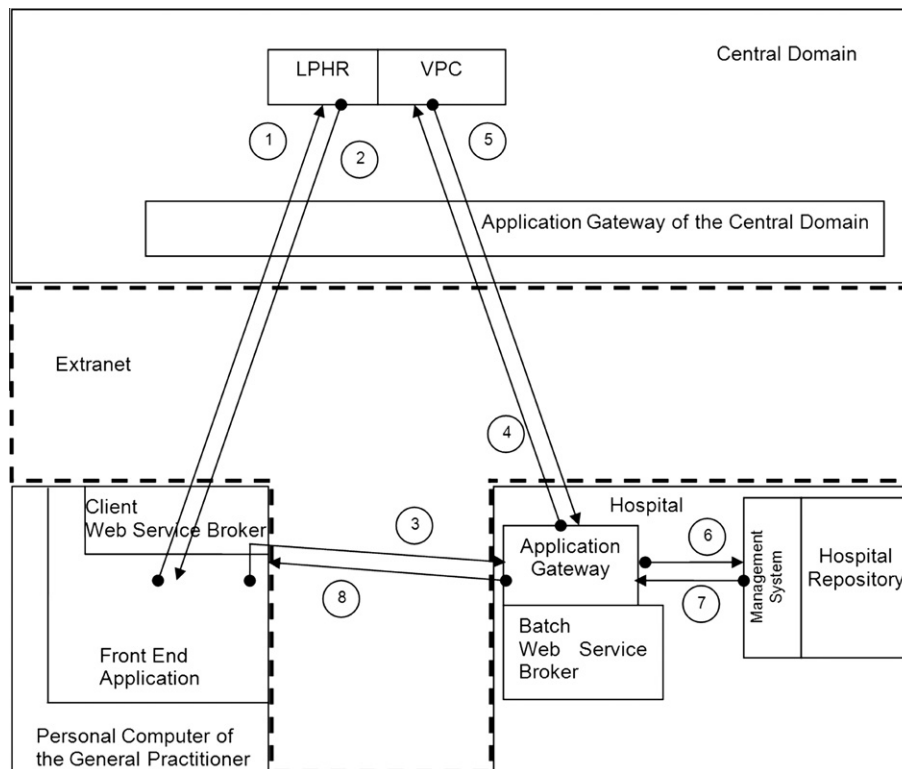 LPHR
VPC
Central Domain
1
2
5
Application Gateway of the Central Domain
Extranet
4
Client
Web Service Broker
3
8
Hospital
Application
Gateway
6
7
Management
System
Hospital
Repository
Batch
Web Service
Broker
Front End
Application
Personal Computer of
the General Practitioner